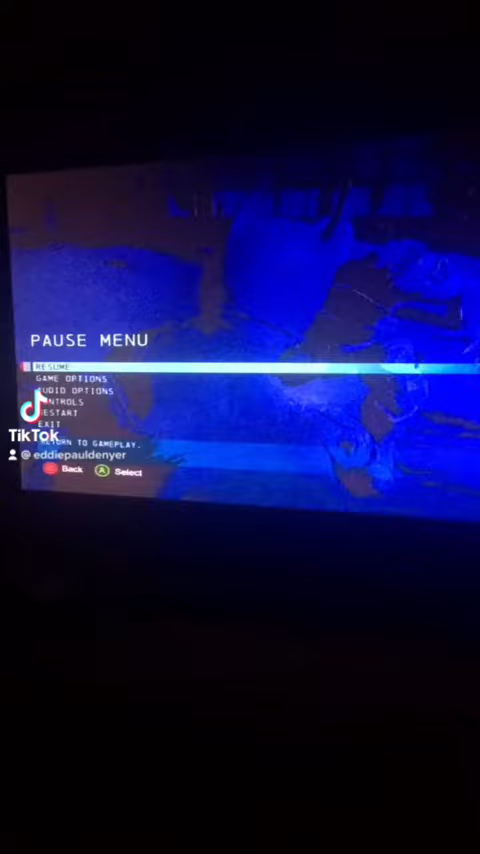 PAUSE MENU
RESUME
GAME OPTIONS
AUDIO OPTIONS
CONTROLS
RESTART
EXIT
TikTok
RETURN TO GAMEPLAY.
@eddiepauldenyer
Back
A Select